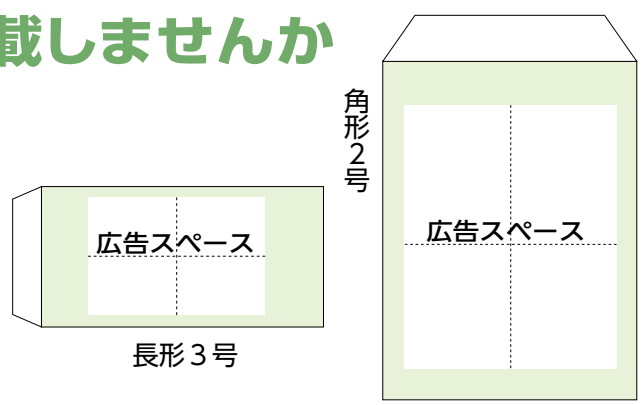 載しませんか
角形2号
広告スペース
広告スペース
長形3号